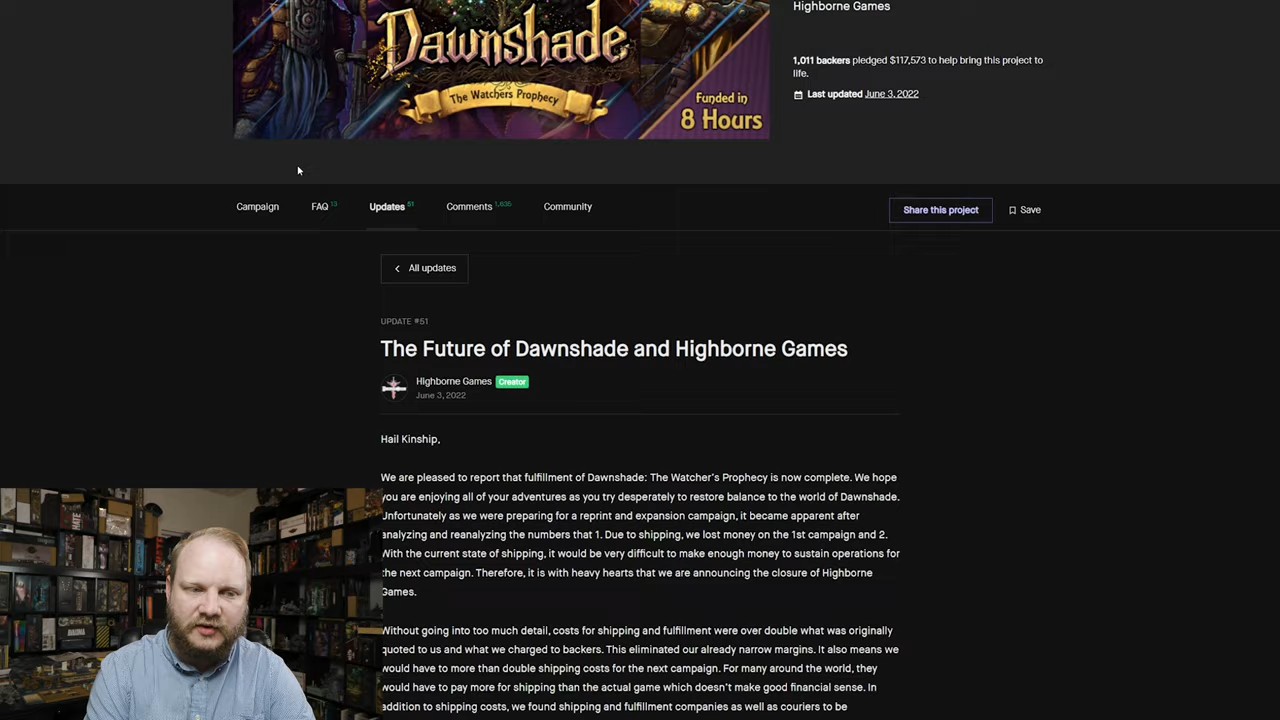 Highborne Games
Dawnshade
The Watchers Prophecy
Funded in
8 Hours
1,011 backers pledged $117,573 to help bring this project to
life.
Last updated June 3, 2022
Campaign
FAQ 13
Updates 51
Comments 1,635
Community
Share this project
Save
All updates
UPDATE #51
The Future of Dawnshade and Highborne Games
Highborne Games Creator
June 3, 2022
Hail Kinship,
We are pleased to report that fulfillment of Dawnshade: The Watcher's Prophecy is now complete. We hope
you are enjoying all of your adventures as you try desperately to restore balance to the world of Dawnshade.
Unfortunately as we were preparing for a reprint and expansion campaign, it became apparent after
analyzing and reanalyzing the numbers that 1. Due to shipping, we lost money on the 1st campaign and 2.
With the current state of shipping, it would be very difficult to make enough money to sustain operations for
the next campaign. Therefore, it is with heavy hearts that we are announcing the closure of Highborne
Games.
Without going into too much detail, costs for shipping and fulfillment were over double what was originally
quoted to us and what we charged to backers. This eliminated our already narrow margins. It also means we
would have to more than double shipping costs for the next campaign. For many around the world, they
would have to pay more for shipping than the actual game which doesn't make good financial sense. In
addition to shipping costs, we found shipping and fulfillment companies as well as couriers to be